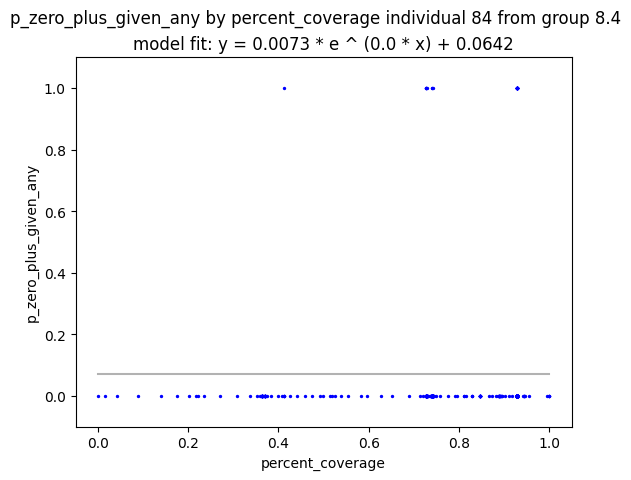 p_zero_plus_given_any by percent_coverage individual 84 from group 8.4
model fit: y = 0.0073 * e ^ (0.0 * x) + 0.0642
1.0
0.8
0.6
0.4
0.2
0.0
p_zero_plus_given_any
0.0 0.2 0.4 0.6 0.8 1.0
percent_coverage